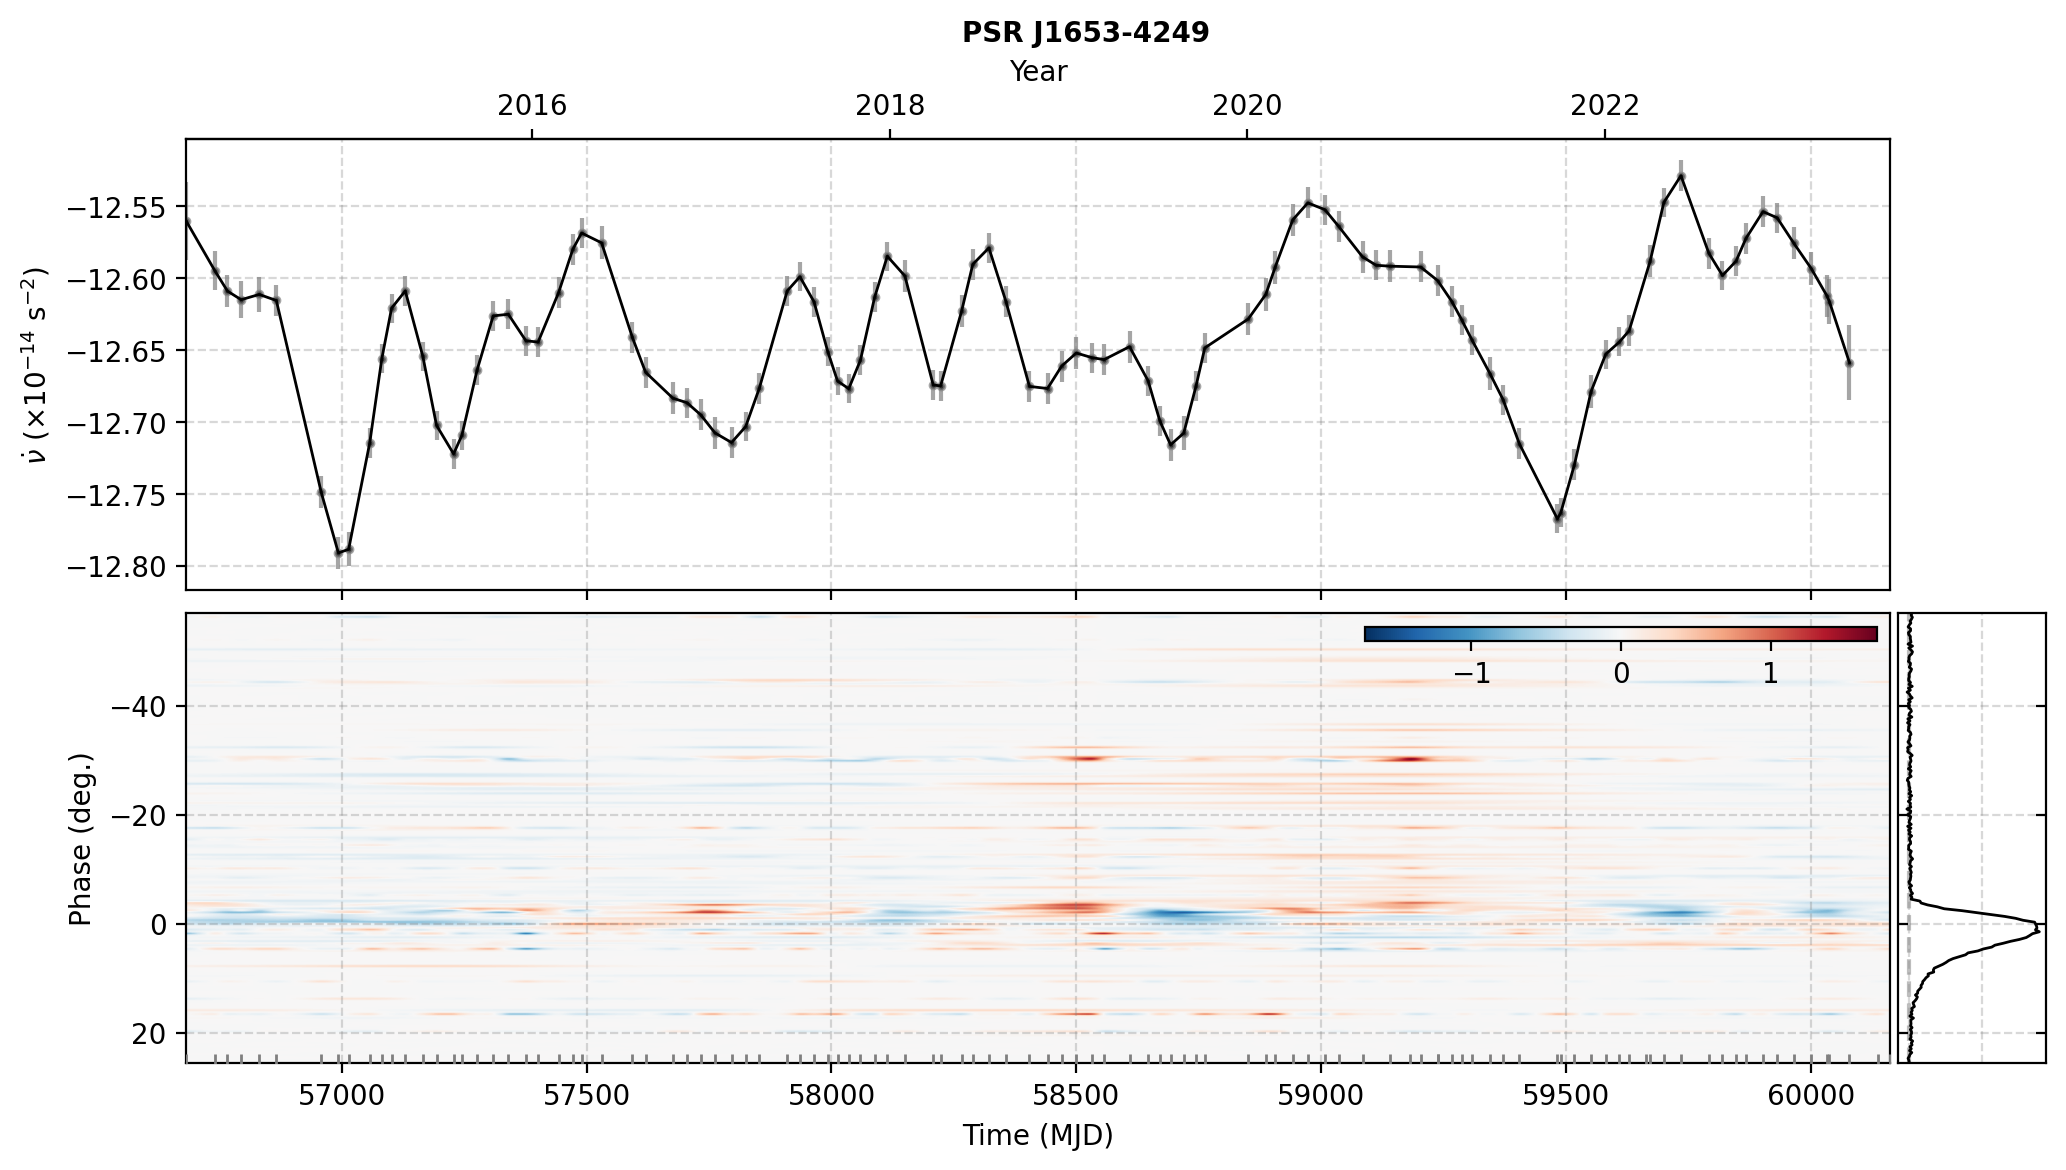 PSR J1653-4249
Year
2016 2018 2020 2022
−12.55
−12.60
−12.65
−12.70
−12.75
−12.80
ν̇ (×10⁻¹⁴ s⁻²)
−1 0 1
−40
−20
0
20
Phase (deg.)
57000 57500 58000 58500 59000 59500 60000
Time (MJD)